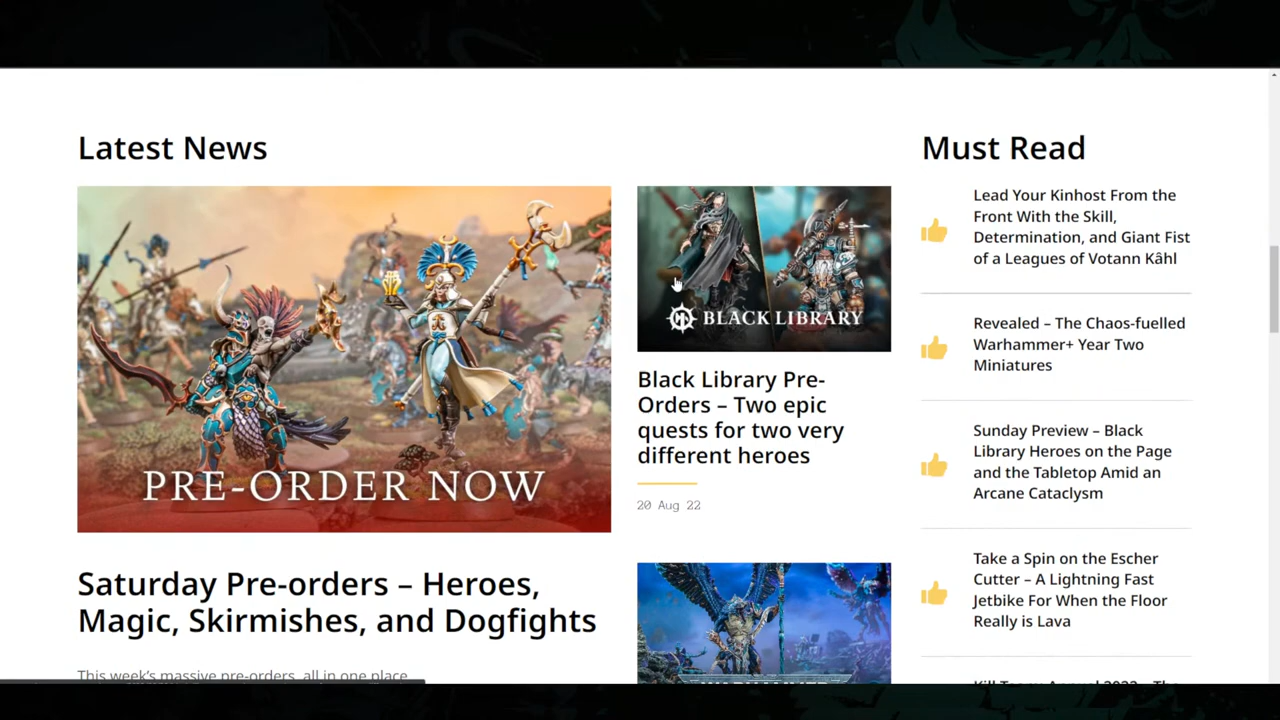 Latest News
PRE-ORDER NOW
Saturday Pre-orders – Heroes,
Magic, Skirmishes, and Dogfights
This week's massive pre-orders, all in one place
BLACK LIBRARY
Black Library Pre-
Orders – Two epic
quests for two very
different heroes
20 Aug 22
Must Read
Lead Your Kinhost From the
Front With the Skill,
Determination, and Giant Fist
of a Leagues of Votann Kâhl
Revealed – The Chaos-fuelled
Warhammer+ Year Two
Miniatures
Sunday Preview – Black
Library Heroes on the Page
and the Tabletop Amid an
Arcane Cataclysm
Take a Spin on the Escher
Cutter – A Lightning Fast
Jetbike For When the Floor
Really is Lava
Kill Team Annual 2022 – The